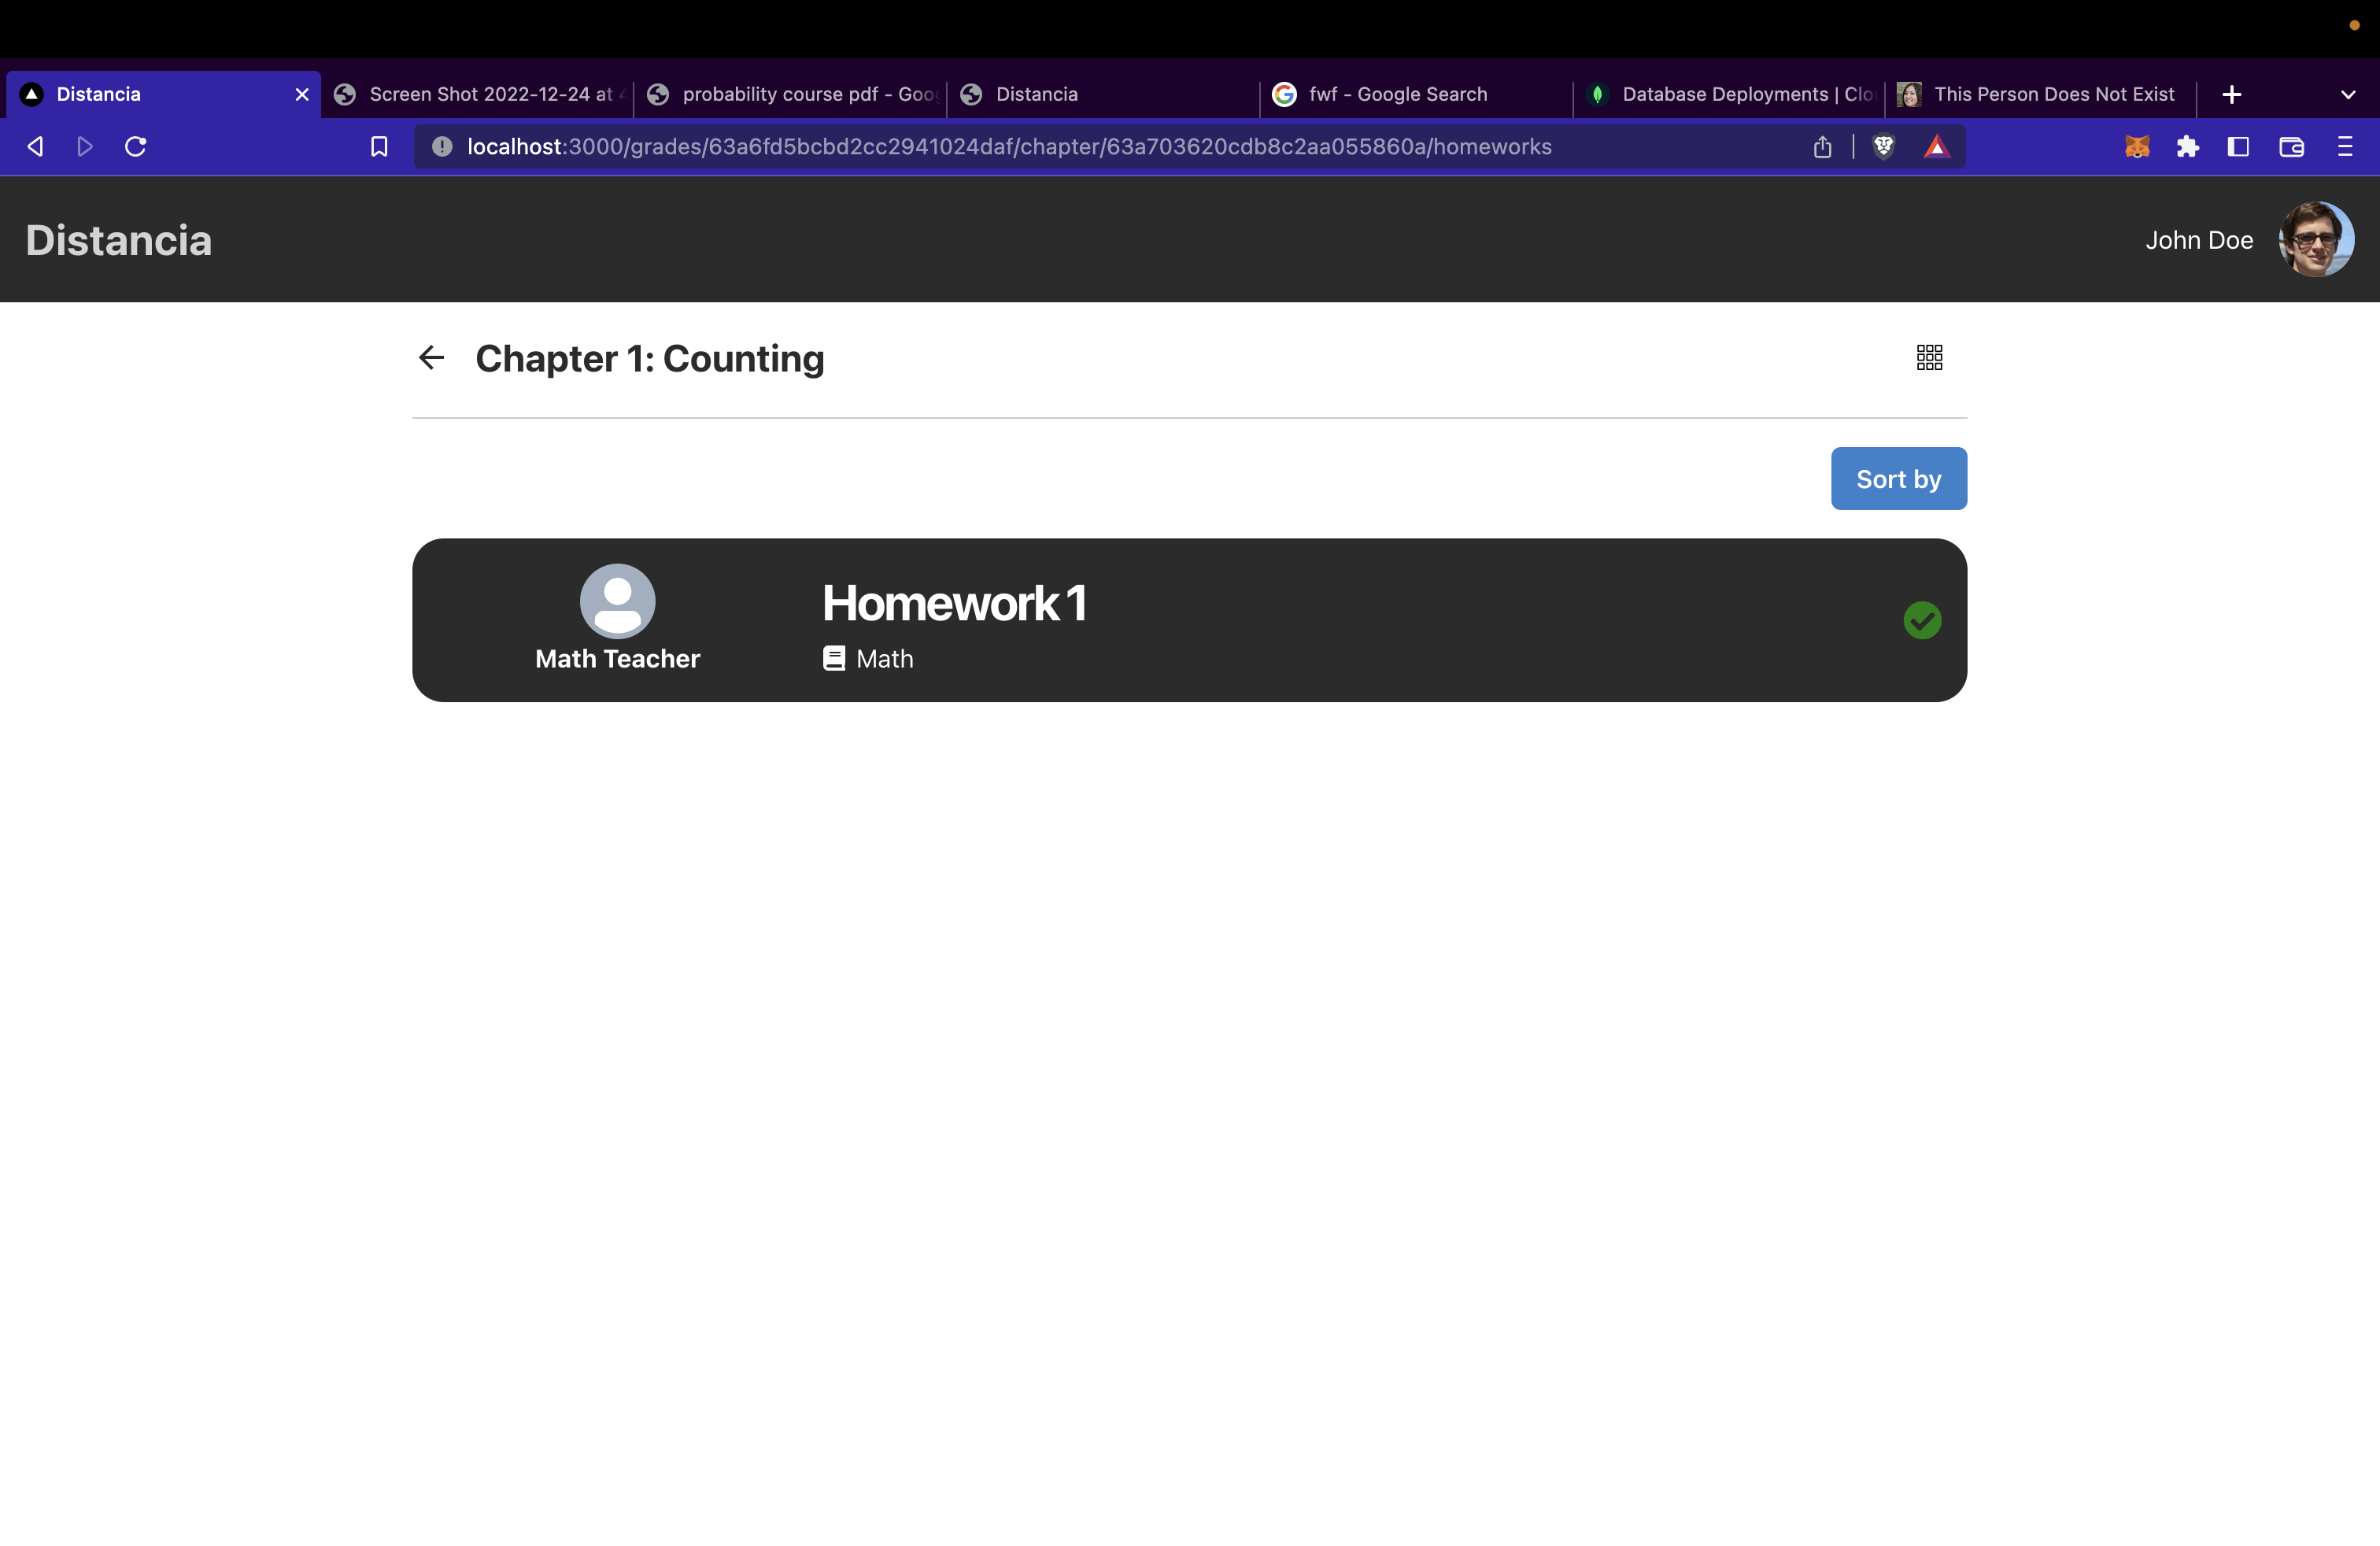 Distancia
Screen Shot 2022-12-24 at
probability course pdf - Goo
Distancia
fwf - Google Search
Database Deployments | Clo
This Person Does Not Exist
localhost:3000/grades/63a6fd5bcbd2cc2941024daf/chapter/63a703620cdb8c2aa055860a/homeworks
Distancia
John Doe
Chapter 1: Counting
Sort by
Homework 1
Math Teacher
Math